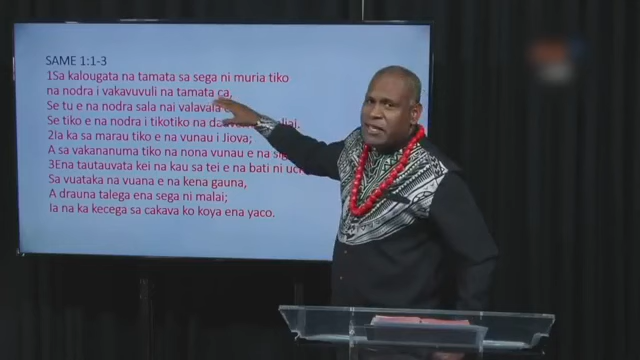 SAME 1:1-3
1Sa kalougata na tamata sa sega ni muria tiko
na nodra i vakavuvuli na tamata ca,
Se tu e na nodra sala nai valavala
Se tiko e na nodra i tikotiko na
2Ia ka sa marau tiko e na vunau i Jiova;
A sa vakananuma tiko na nona vunau e na
3Ena tautauvata kei na kau sa tei e na bati ni
Sa vuataka na vuana e na kena gauna,
A drauna talega ena sega ni malai;
Ia na ka kecega sa cakava ko koya ena yaco.